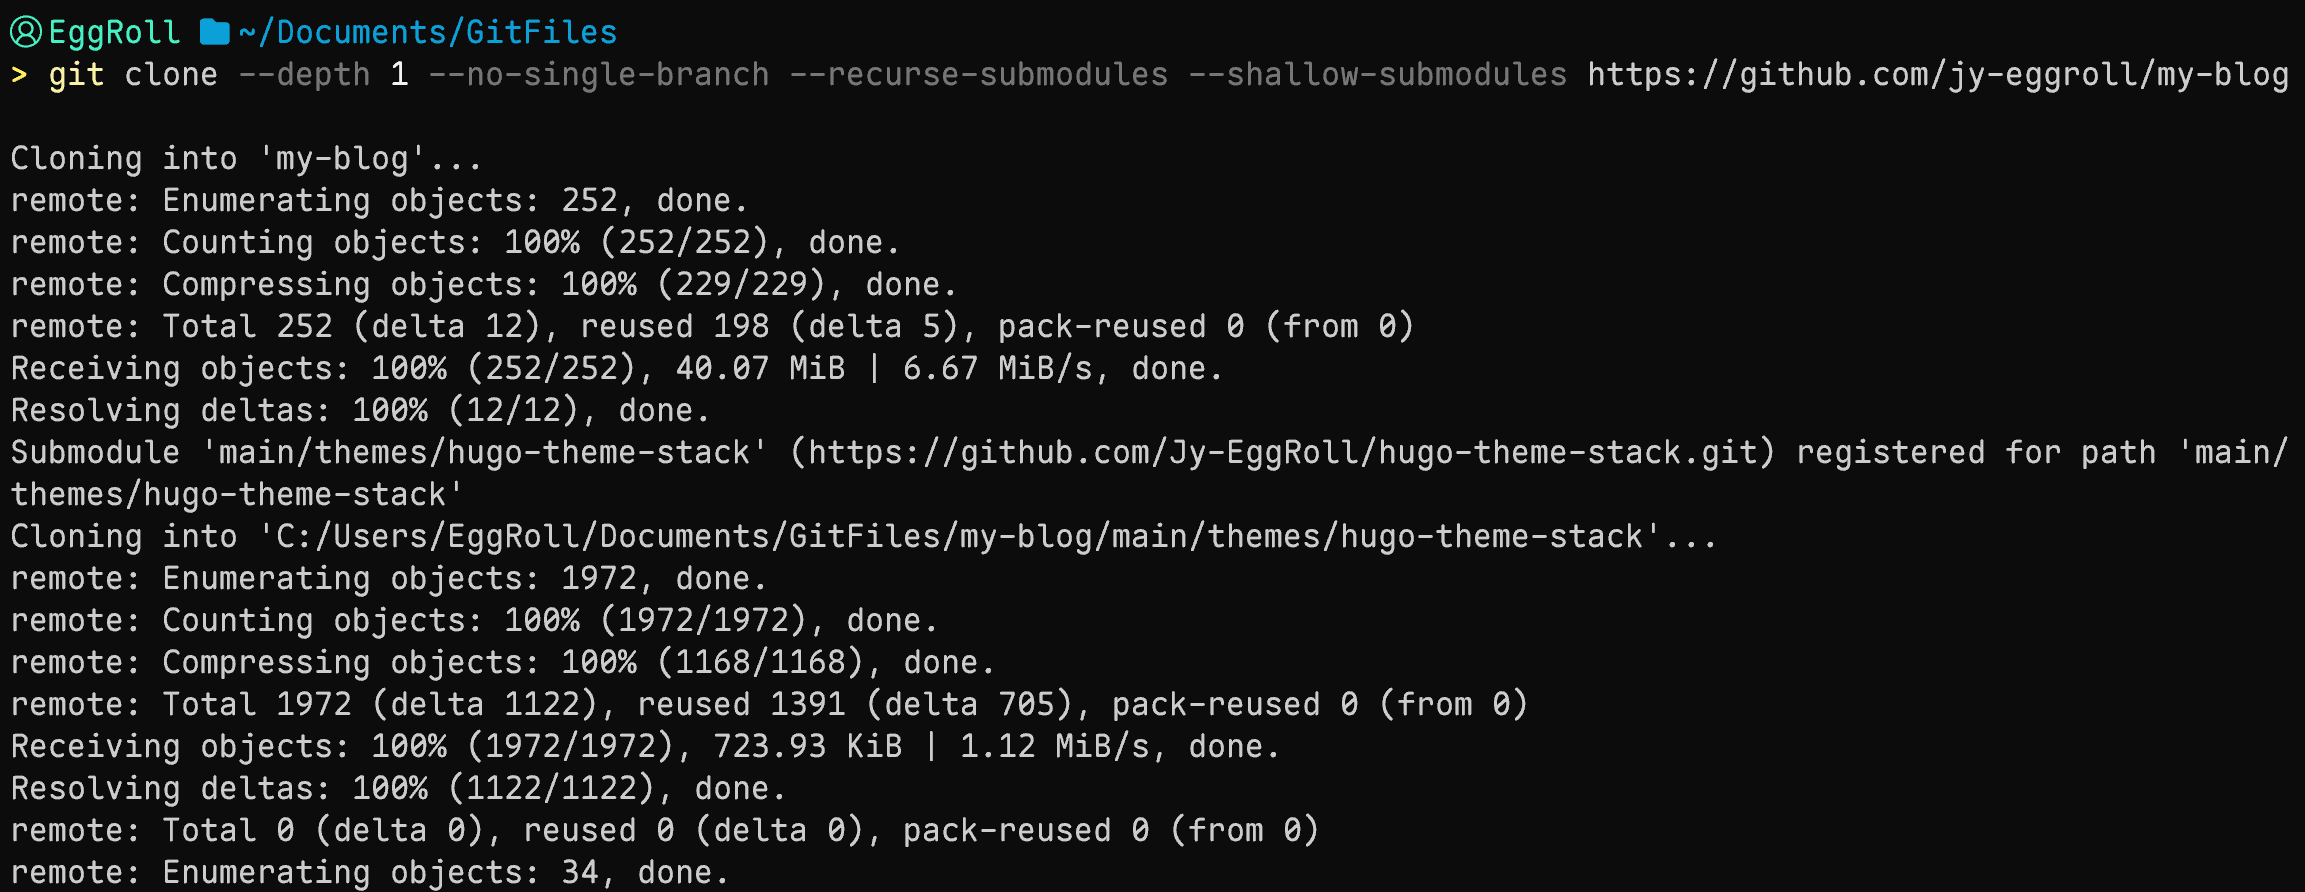 EggRoll ~/Documents/GitFiles
> git clone --depth 1 --no-single-branch --recurse-submodules --shallow-submodules https://github.com/jy-eggroll/my-blog
Cloning into 'my-blog'...
remote: Enumerating objects: 252, done.
remote: Counting objects: 100% (252/252), done.
remote: Compressing objects: 100% (229/229), done.
remote: Total 252 (delta 12), reused 198 (delta 5), pack-reused 0 (from 0)
Receiving objects: 100% (252/252), 40.07 MiB | 6.67 MiB/s, done.
Resolving deltas: 100% (12/12), done.
Submodule 'main/themes/hugo-theme-stack' (https://github.com/Jy-EggRoll/hugo-theme-stack.git) registered for path 'main/
themes/hugo-theme-stack'
Cloning into 'C:/Users/EggRoll/Documents/GitFiles/my-blog/main/themes/hugo-theme-stack'...
remote: Enumerating objects: 1972, done.
remote: Counting objects: 100% (1972/1972), done.
remote: Compressing objects: 100% (1168/1168), done.
remote: Total 1972 (delta 1122), reused 1391 (delta 705), pack-reused 0 (from 0)
Receiving objects: 100% (1972/1972), 723.93 KiB | 1.12 MiB/s, done.
Resolving deltas: 100% (1122/1122), done.
remote: Total 0 (delta 0), reused 0 (delta 0), pack-reused 0 (from 0)
remote: Enumerating objects: 34, done.